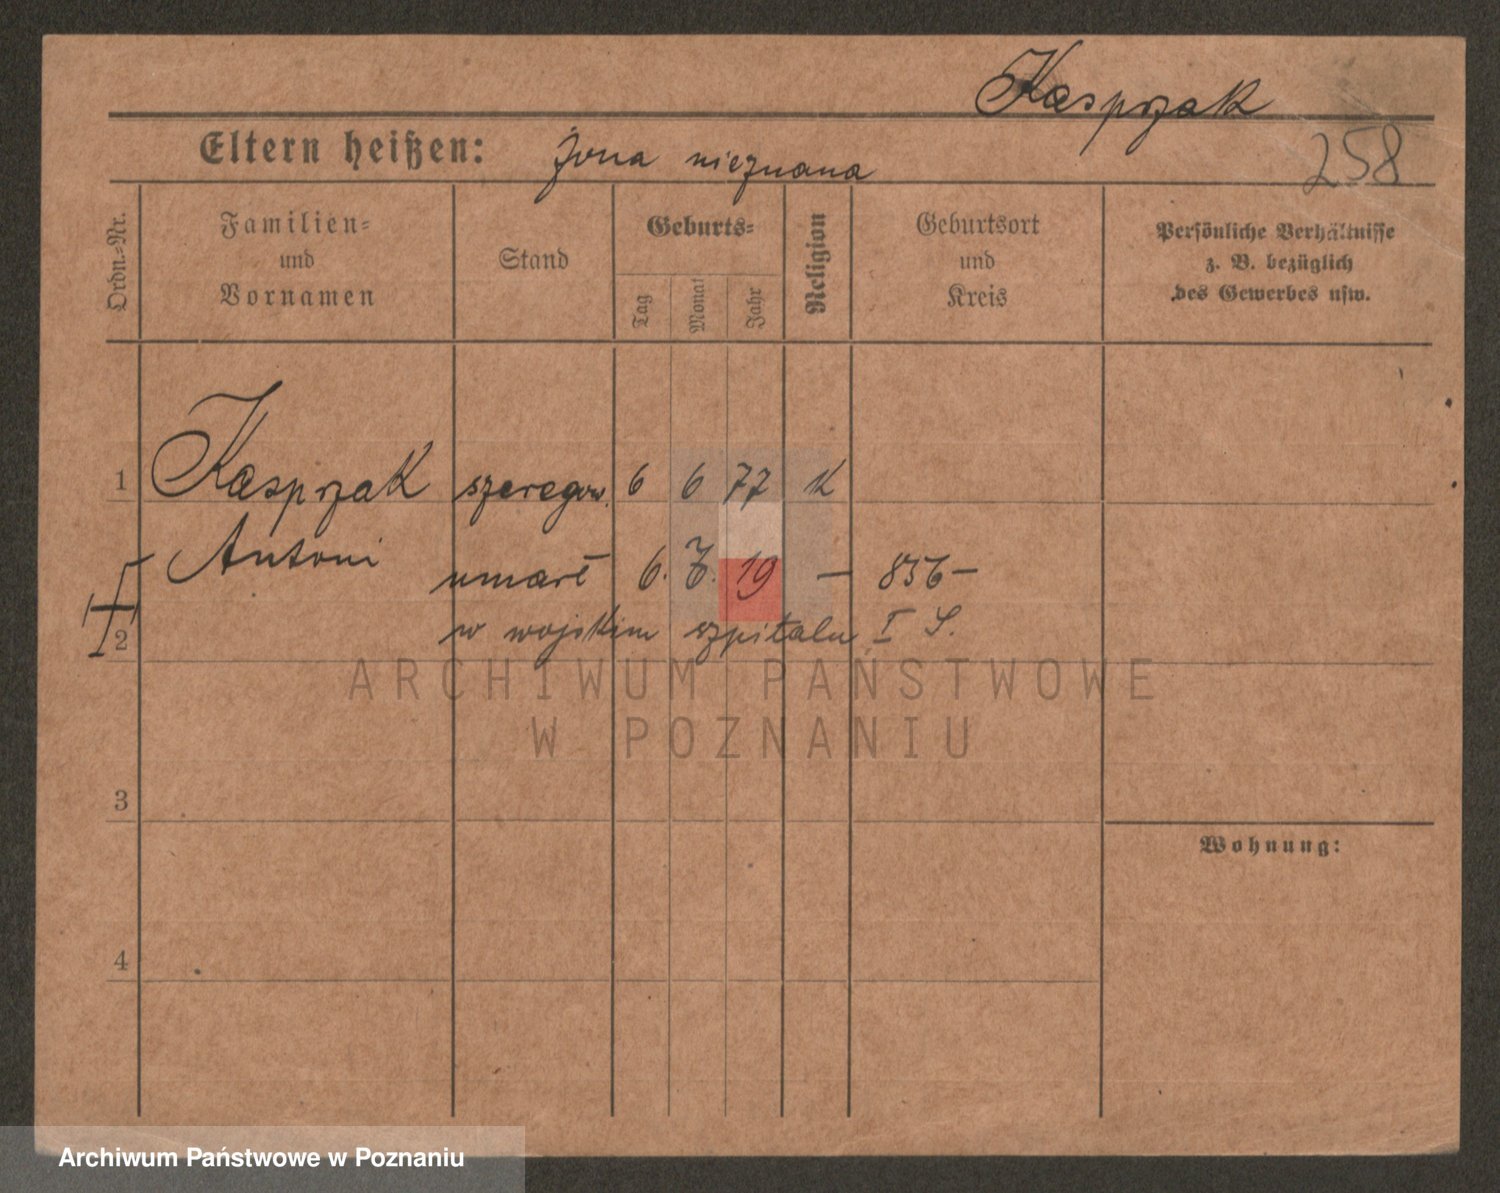 Kasprzak
Eltern heißen: żona nieznana
258
Ordn.-Nr.
Familien-
und
Vornamen
Stand
Geburts-
Tag
Monat
Jahr
Religion
Geburtsort
und
Kreis
Persönliche Verhältnisse
z. B. bezüglich
des Gewerbes usw.
1 Kasprzak szeregow. 6 6 77 K
Antoni
umarł 6. 7. 19 — 856 —
2 w wojskim szpitalu I S.
ARCHIWUM PAŃSTWOWE
W POZNANIU
3
Wohnung:
4
Archiwum Państwowe w Poznaniu